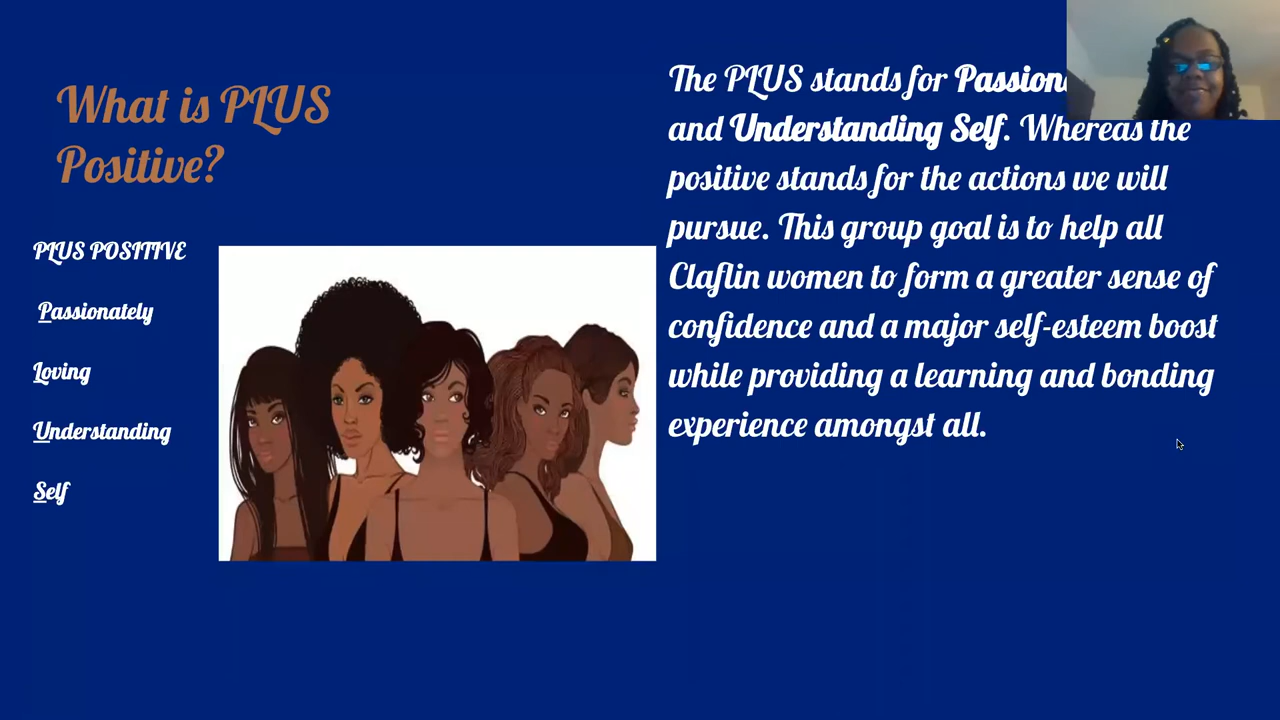 What is PLUS
Positive?
PLUS POSITIVE
Passionately
Loving
Understanding
Self
The PLUS stands for
and Understanding Self. Whereas the
positive stands for the actions we will
pursue. This group goal is to help all
Claflin women to form a greater sense of
confidence and a major self-esteem boost
while providing a learning and bonding
experience amongst all.